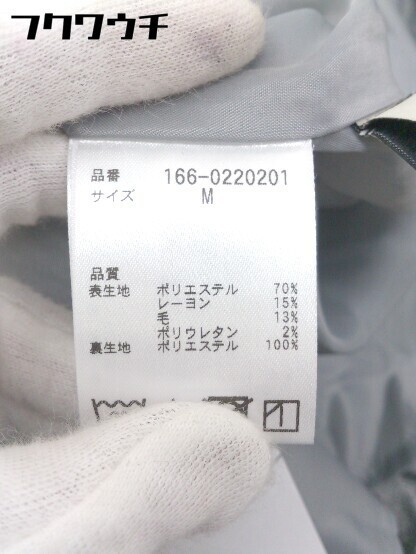 フクワウチ
品番 166-0220201
サイズ M
品質
表生地 ポリエステル 70%
レーヨン 15%
毛 13%
ポリウレタン 2%
裏生地 ポリエステル 100%